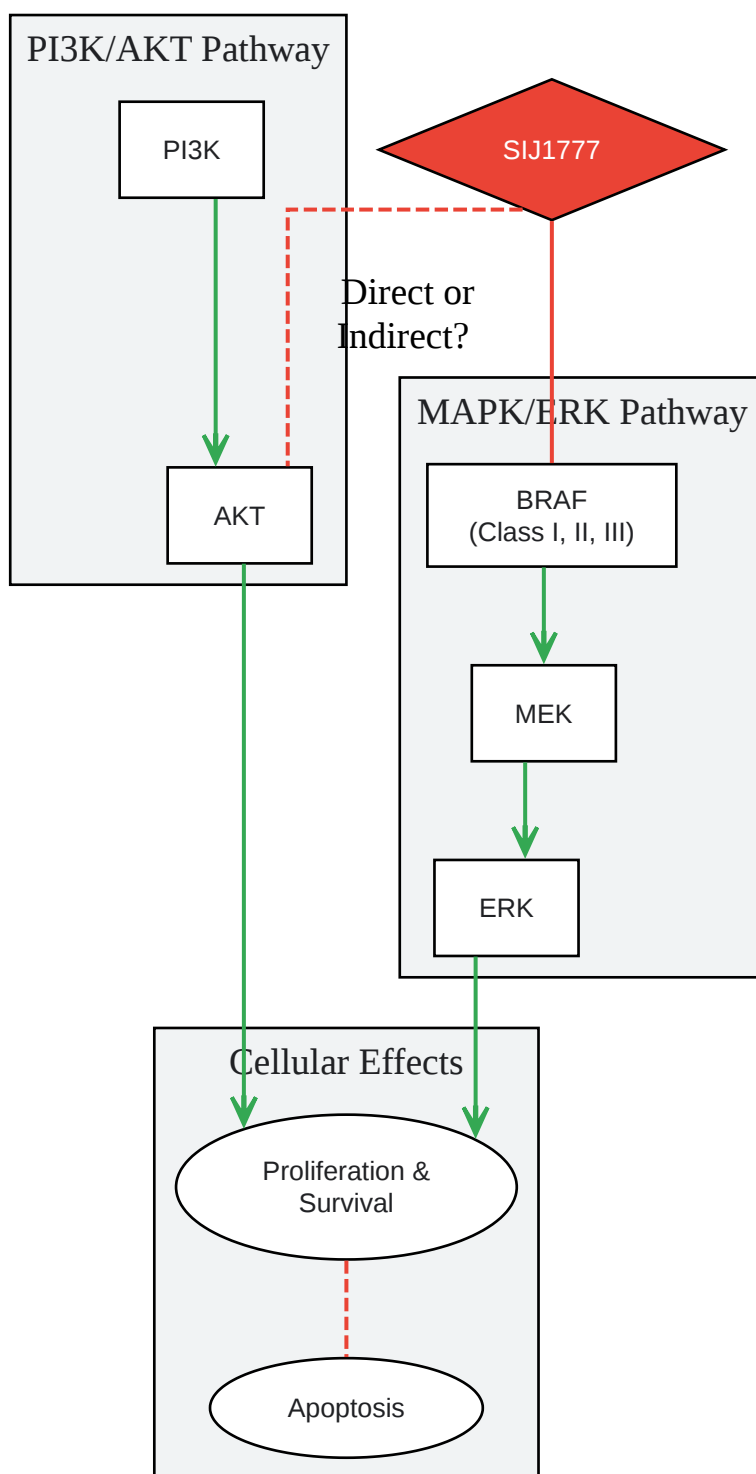 PI3K/AKT Pathway
PI3K
SIJ1777
Direct or
Indirect?
MAPK/ERK Pathway
AKT
BRAF
(Class I, II, III)
MEK
ERK
Cellular Effects
Proliferation &
Survival
Apoptosis